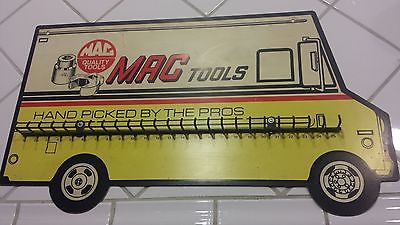 MAC
QUALITY
TOOLS
MAC TOOLS
HAND PICKED BY THE PROS